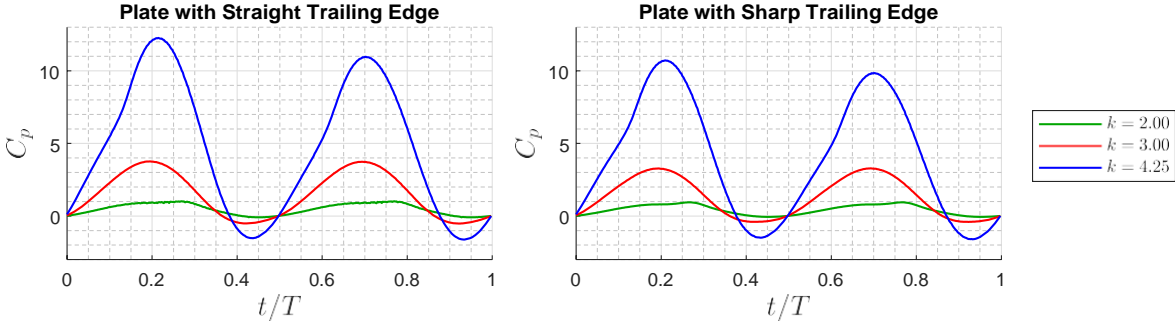 Plate with Straight Trailing Edge
C_p
10
5
0
0
0.2
0.4
0.6
0.8
1
t/T
Plate with Sharp Trailing Edge
C_p
10
5
0
0
0.2
0.4
0.6
0.8
1
t/T
k = 2.00
k = 3.00
k = 4.25